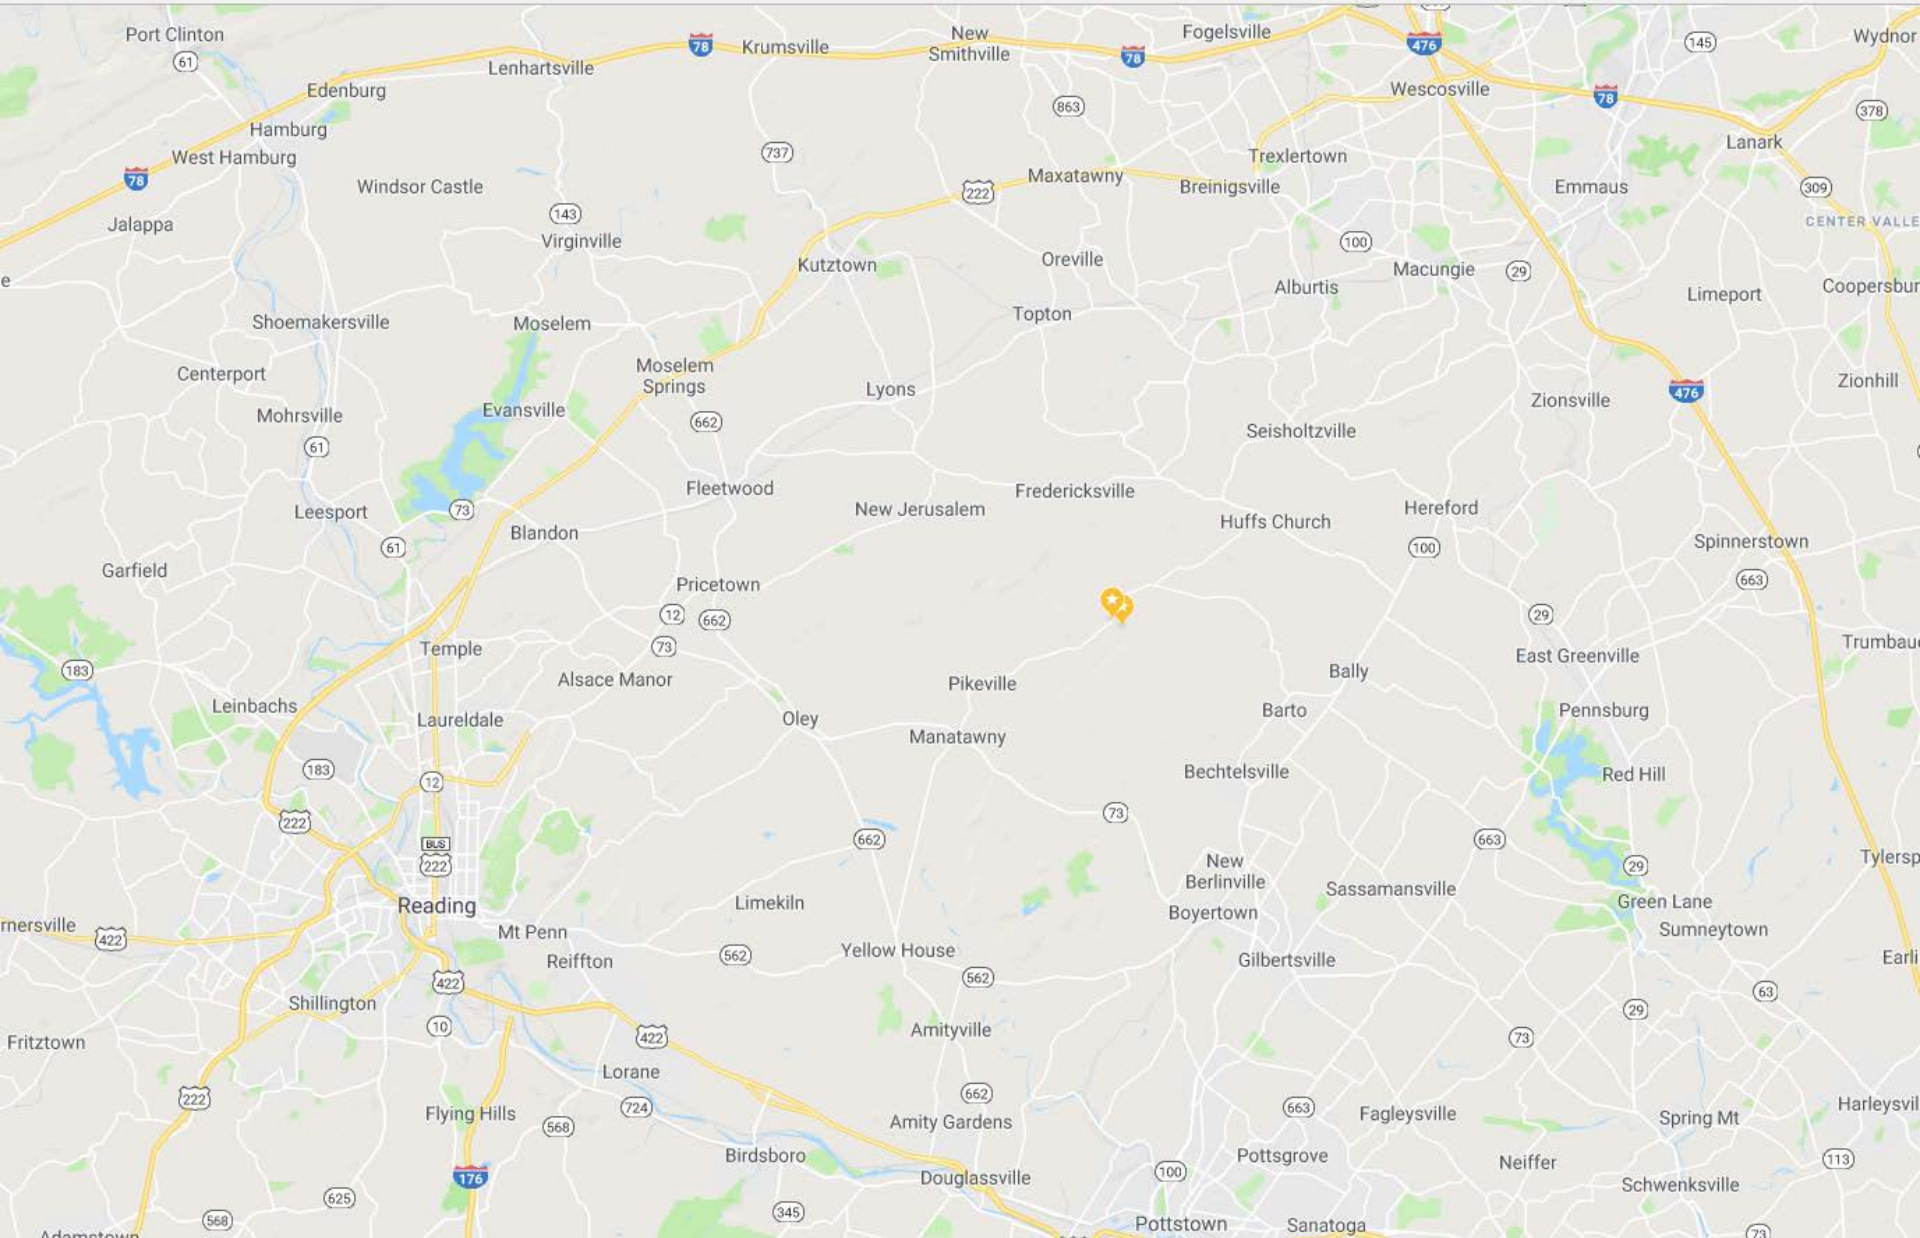 Port Clinton
61
Edenburg
Hamburg
West Hamburg
78
Jalappa
Windsor Castle
Lenhartsville
143
Virginville
78
Krumsville
737
New
Smithville
78
863
Fogelsville
476
Wescosville
78
145
Wydnor
378
Lanark
309
CENTER VALLE
Emmaus
Trexlertown
Breinigsville
Maxatawny
222
Kutztown
Oreville
Topton
100
Alburtis
Macungie
29
Limeport
Coopersbur
e
Shoemakersville
Moselem
Centerport
Mohrsville
61
Evansville
Moselem
Springs
662
Lyons
Zionsville
476
Zionhill
Seisholtzville
Leesport
73
61
Blandon
Fleetwood
New Jerusalem
Fredericksville
Huffs Church
Hereford
100
Spinnerstown
663
Garfield
Pricetown
12
662
73
Temple
Alsace Manor
29
East Greenville
Trumbau
183
Leinbachs
Laureldale
Oley
Pikeville
Manatawny
Bally
Barto
Pennsburg
183
12
222
BUS
222
Reading
662
73
Bechtelsville
Red Hill
663
29
Tylersp
New
Berlinville
Boyertown
Sassamansville
Green Lane
Sumneytown
rnersville
422
Mt Penn
Reiffton
Limekiln
562
Yellow House
562
Gilbertsville
Earli
63
29
422
Shillington
10
Fritztown
422
Amityville
73
Lorane
222
Flying Hills
724
568
662
Amity Gardens
663
Fagleysville
Spring Mt
Harleysvil
176
Birdsboro
Douglassville
100
Pottsgrove
Neiffer
113
Schwenksville
625
568
345
Pottstown
Sanatoga
73
Adamstown